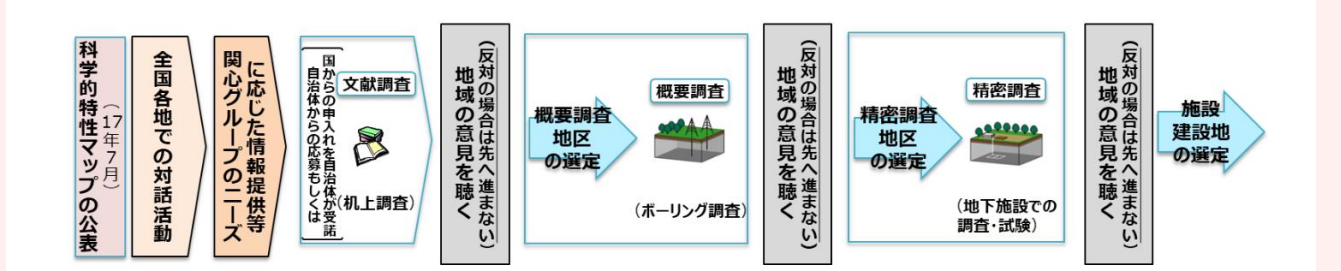 科学的特性マップの公表
（17年７月）
全国各地での対話活動
関心グループのニーズ
に応じた情報提供等
自治体からの応募もしくは
国からの申入れを自治体が受諾
文献調査
（机上調査）
地域の意見を聴く
（反対の場合は先へ進まない）
概要調査
地区
の選定
概要調査
（ボーリング調査）
地域の意見を聴く
（反対の場合は先へ進まない）
精密調査
地区
の選定
精密調査
（地下施設での
調査・試験）
地域の意見を聴く
（反対の場合は先へ進まない）
施設
建設地
の選定